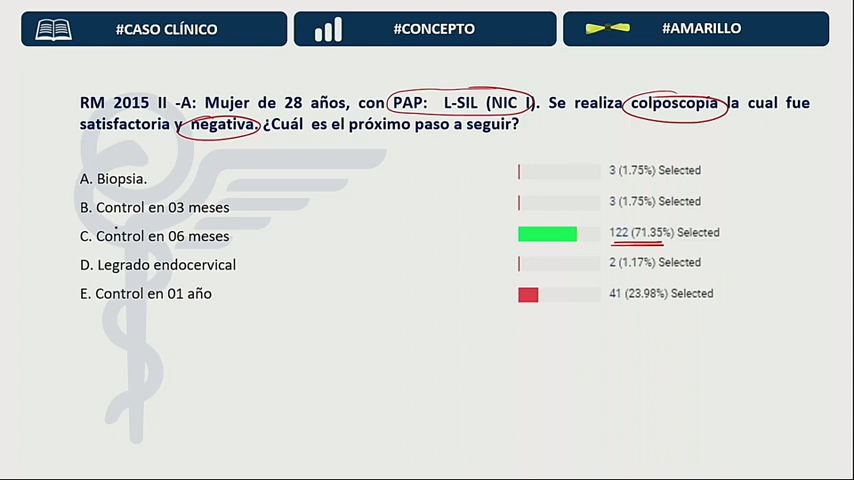 #CASO CLÍNICO
#CONCEPTO
#AMARILLO
RM 2015 II -A: Mujer de 28 años, con PAP: L-SIL (NIC I). Se realiza colposcopía la cual fue
satisfactoria y negativa. ¿Cuál es el próximo paso a seguir?
A. Biopsia.
3 (1.75%) Selected
B. Control en 03 meses
3 (1.75%) Selected
C. Control en 06 meses
122 (71.35%) Selected
D. Legrado endocervical
2 (1.17%) Selected
E. Control en 01 año
41 (23.98%) Selected